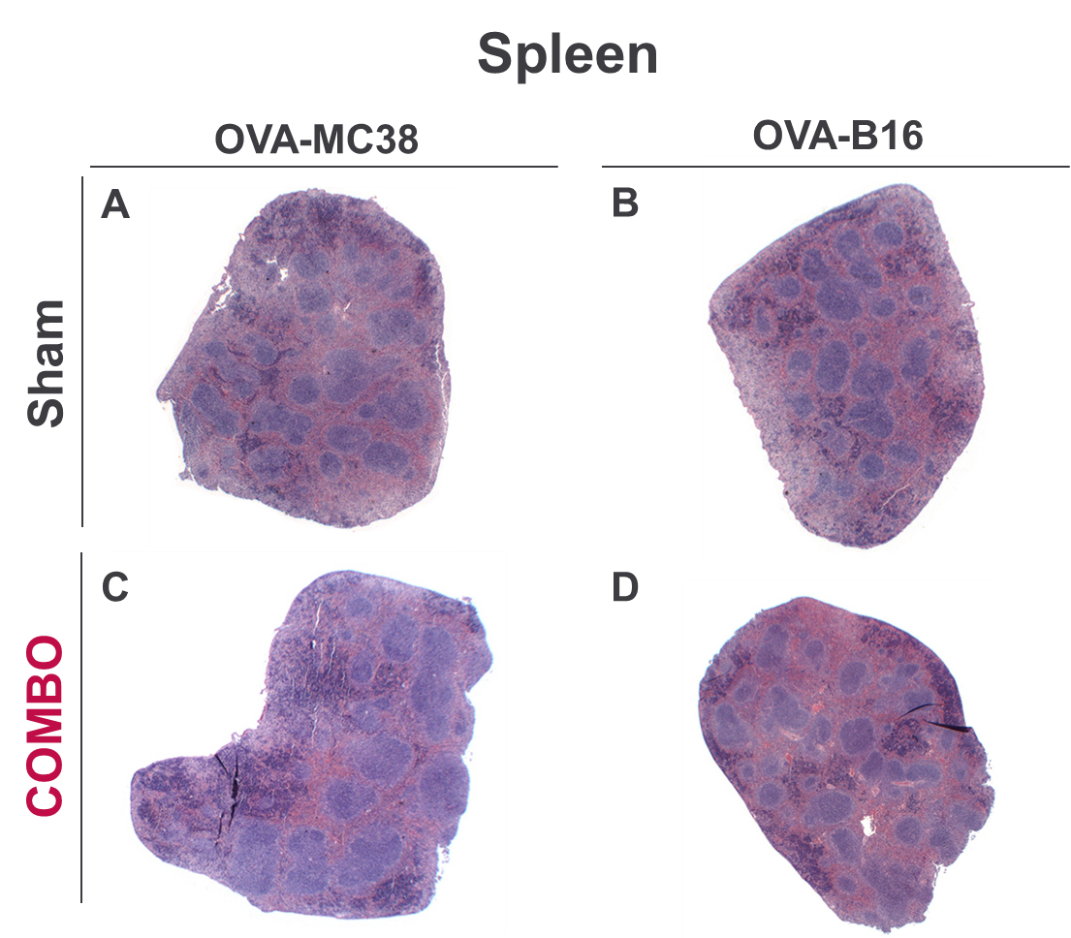 Spleen
OVA-MC38
OVA-B16
Sham
A
B
COMBO
C
D